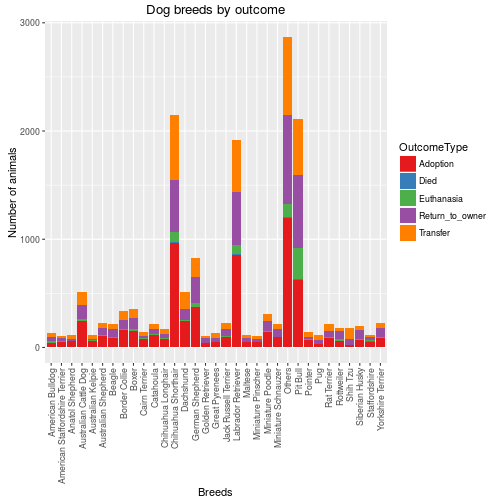 Dog breeds by outcome
3000
2000
1000
0
Number of animals
American Bulldog
American Staffordshire Terrier
Anatol Shepherd
Australian Cattle Dog
Australian Kelpie
Australian Shepherd
Beagle
Border Collie
Boxer
Cairn Terrier
Catahoula
Chihuahua Longhair
Chihuahua Shorthair
Dachshund
German Shepherd
Golden Retriever
Great Pyrenees
Jack Russell Terrier
Labrador Retriever
Maltese
Miniature Pinscher
Miniature Poodle
Miniature Schnauzer
Others
Pit Bull
Pointer
Pug
Rat Terrier
Rottweiler
Shih Tzu
Siberian Husky
Staffordshire
Yorkshire Terrier
Breeds
OutcomeType
Adoption
Died
Euthanasia
Return_to_owner
Transfer